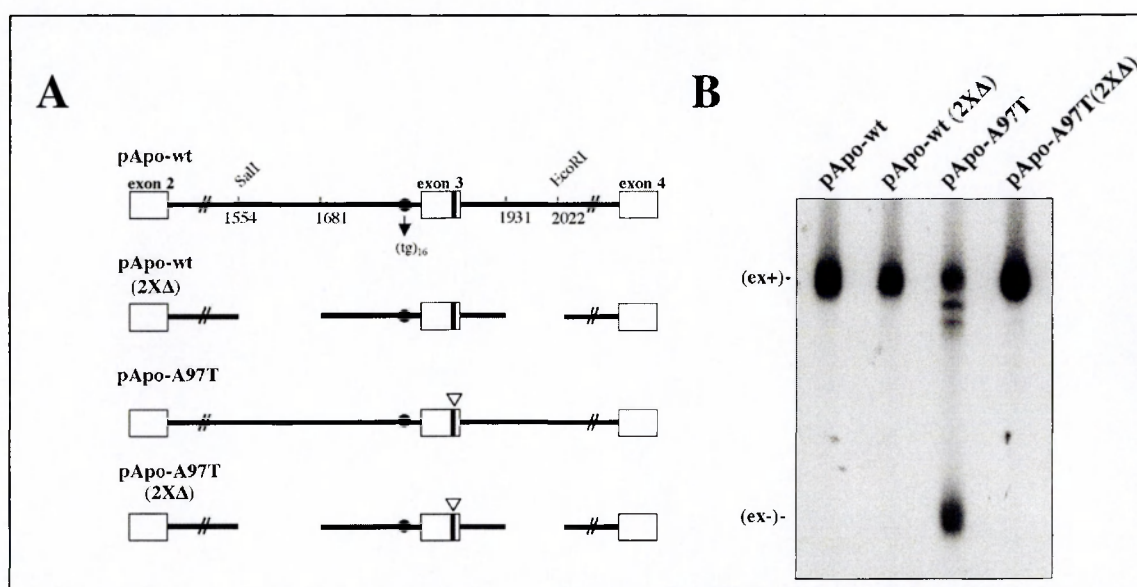 A
pApo-wt
exon 2
SalI
1554
1681
(tg)16
exon 3
1931
EcoRI
2022
exon 4
pApo-wt
(2XΔ)
pApo-A97T
pApo-A97T
(2XΔ)
B
pApo-wt
pApo-wt (2XΔ)
pApo-A97T
pApo-A97T(2XΔ)
(ex+)-
(ex-)-